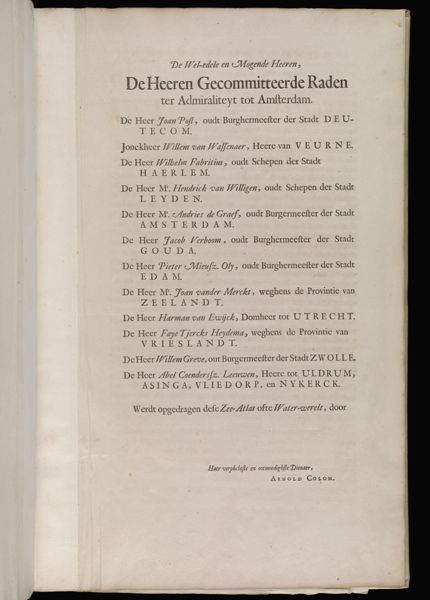 De Wel-edele en Mogende Heeren,
De Heeren Gecommitteerde Raden
ter Admiraliteyt tot Amsterdam.
De Heer Joan Post, oudt Burghermeester der Stadt DEU-
TECOM.
Jonckheer Willem van Wassenaer, Heere van VEURNE.
De Heer Wilhelm Fabritius, oudt Schepen der Stadt
HAERLEM.
De Heer Mr. Hendrick van Willigen, oudt Schepen der Stadt
LEYDEN.
De Heer Mr. Andries de Graef, oudt Burgermeester der Stadt
AMSTERDAM.
De Heer Jacob Verboom, oudt Burghermeester der Stadt
GOUDA.
De Heer Pieter Mieusz. Oly, oudt Burghermeester der Stadt
EDAM.
De Heer Mr. Joan vander Merckt, weghens de Provintie van
ZEELANDT.
De Heer Harman van Ewijck, Domheer tot UTRECHT.
De Heer Faye Tjercks Heydema, weghens de Provintie van
VRIESLANDT.
De Heer Willem Greve, out Burgermeester der Stadt ZWOLLE.
De Heer Abel Coendersz. Leeuwen, Heere tot ULDRUM,
ASINGA, VLIEDORP, en NYKERCK.
Werdt opgedragen dese Zee-Atlas ofte Water-werelt, door
Hare verplichste en ootmoedighste Dienaer,
ARNOLD COLOM.